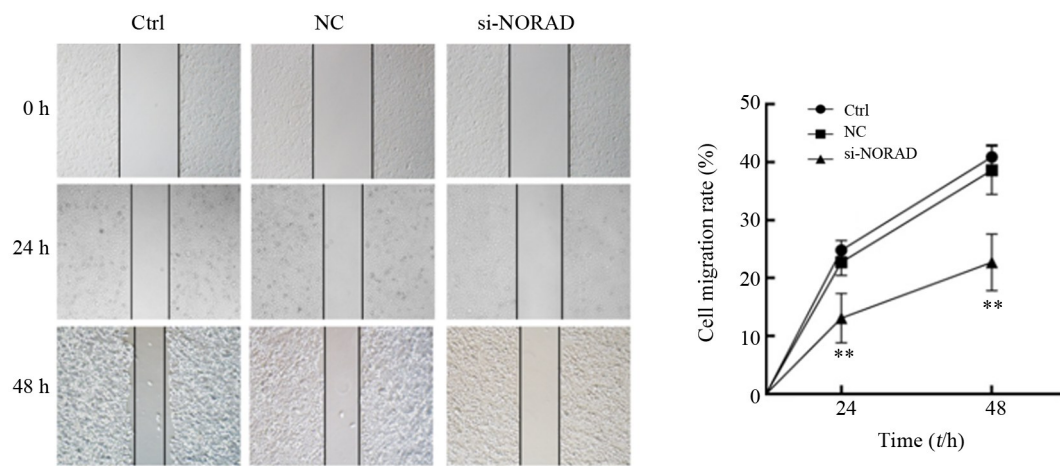 Ctrl NC si-NORAD
0 h
24 h
48 h
Cell migration rate (%)
50
40
30
20
10
0
Ctrl
NC
si-NORAD
**
**
24 48
Time (t/h)